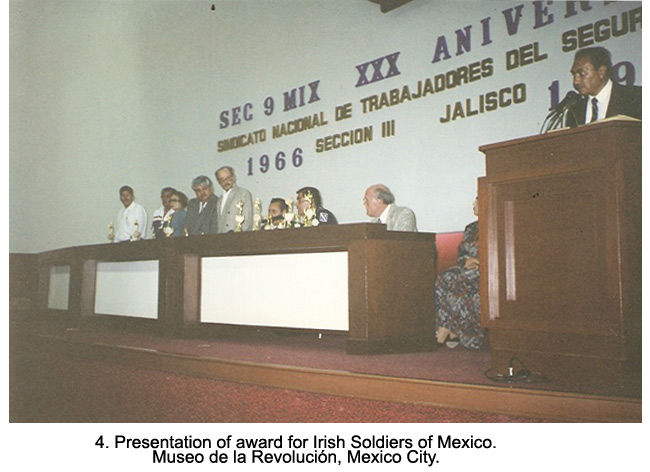 SEC 9 MIX XXX ANIVER
SINDICATO NACIONAL DE TRABAJADORES DEL SEGUR
1966 SECCION III JALISCO 199
4. Presentation of award for Irish Soldiers of Mexico.
Museo de la Revolución, Mexico City.